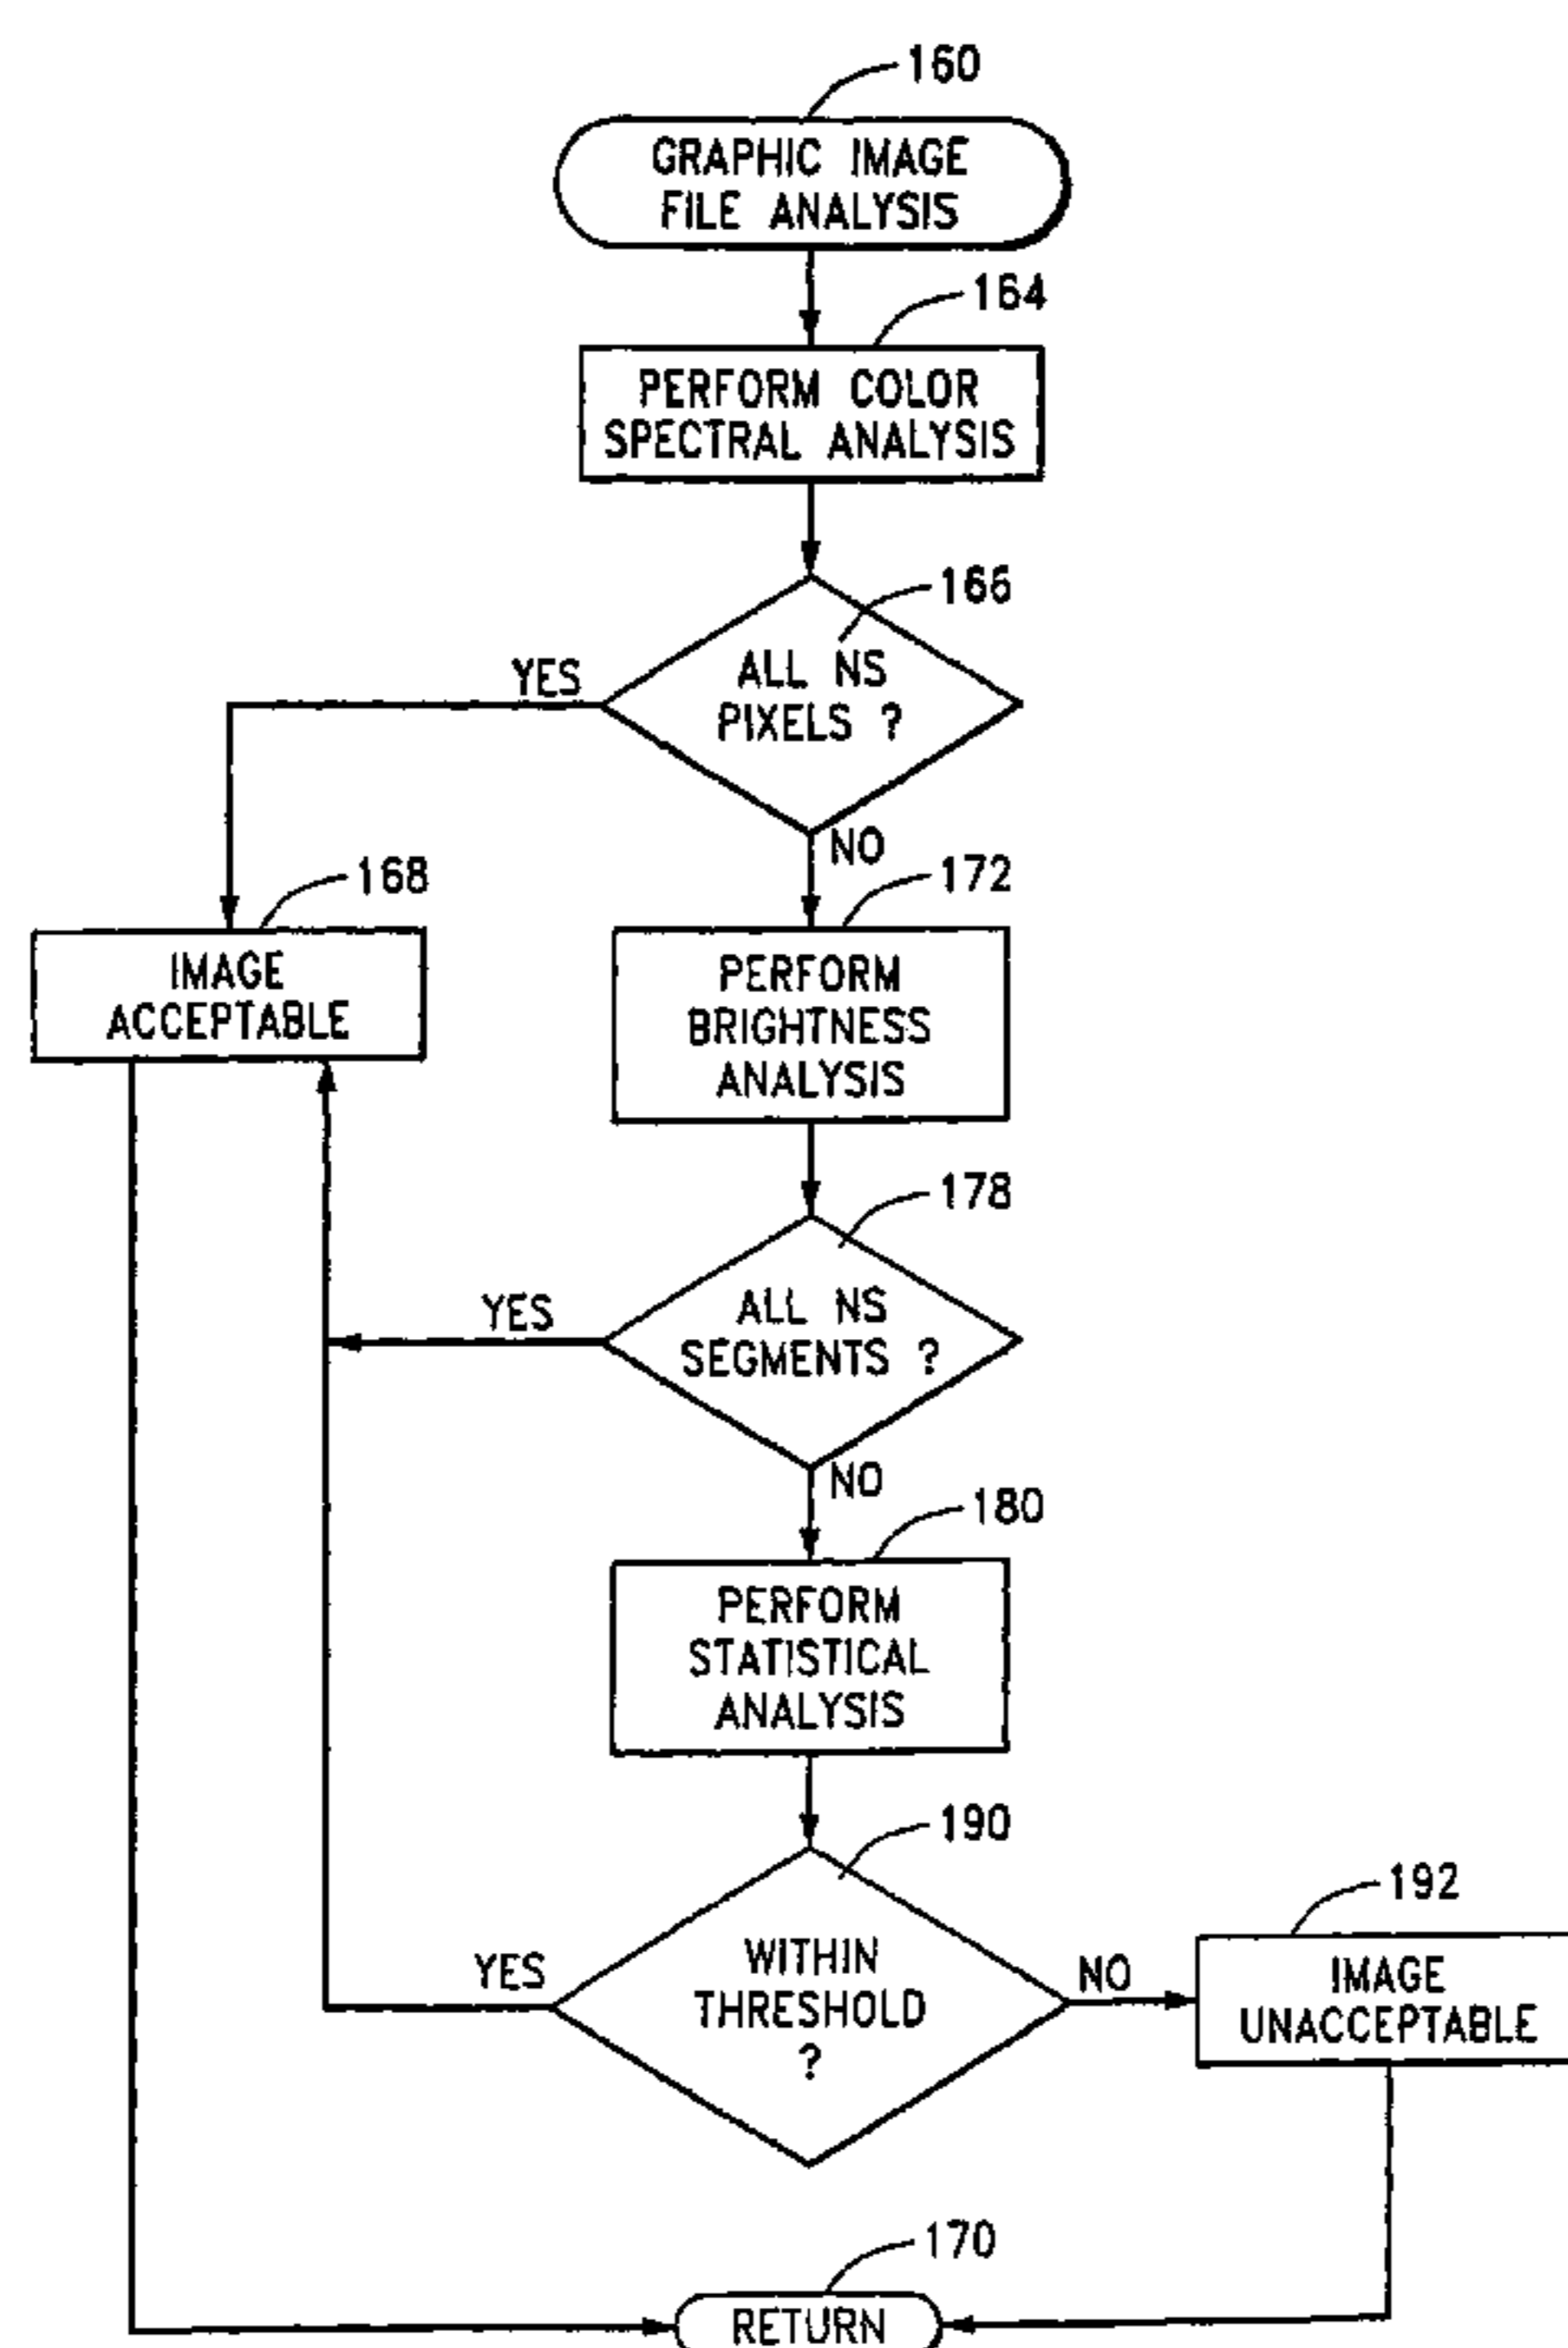 160
GRAPHIC IMAGE
FILE ANALYSIS
164
PERFORM COLOR
SPECTRAL ANALYSIS
166
ALL NS
PIXELS ?
YES
NO
168
IMAGE
ACCEPTABLE
172
PERFORM
BRIGHTNESS
ANALYSIS
178
ALL NS
SEGMENTS ?
YES
NO
180
PERFORM
STATISTICAL
ANALYSIS
190
WITHIN
THRESHOLD
?
YES
NO
192
IMAGE
UNACCEPTABLE
170
RETURN